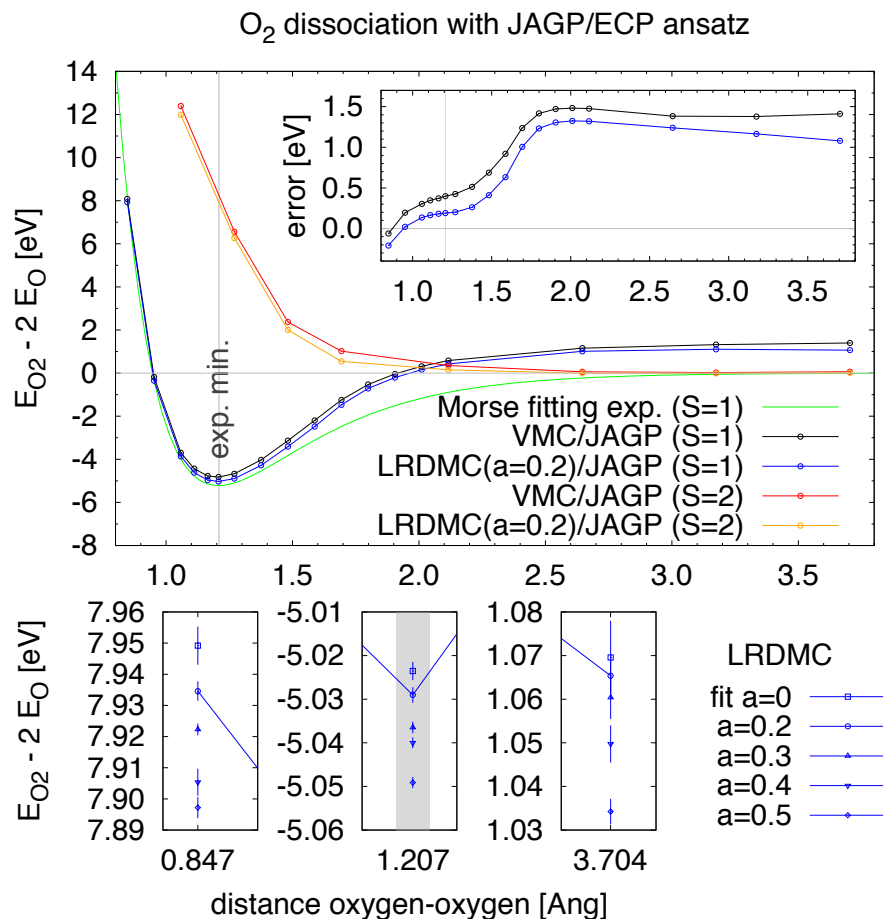 O2 dissociation with JAGP/ECP ansatz
EO2 - 2 EO [eV]
14
12
10
8
6
4
2
0
-2
-4
-6
-8
1.0 1.5 2.0 2.5 3.0 3.5
exp. min.
error [eV]
1.5
1.0
0.5
0.0
1.0 1.5 2.0 2.5 3.0 3.5
Morse fitting exp. (S=1)
VMC/JAGP (S=1)
LRDMC(a=0.2)/JAGP (S=1)
VMC/JAGP (S=2)
LRDMC(a=0.2)/JAGP (S=2)
EO2 - 2 EO [eV]
7.96
7.95
7.94
7.93
7.92
7.91
7.90
7.89
0.847
-5.01
-5.02
-5.03
-5.04
-5.05
-5.06
1.207
1.08
1.07
1.06
1.05
1.04
1.03
3.704
LRDMC
fit a=0
a=0.2
a=0.3
a=0.4
a=0.5
distance oxygen-oxygen [Ang]